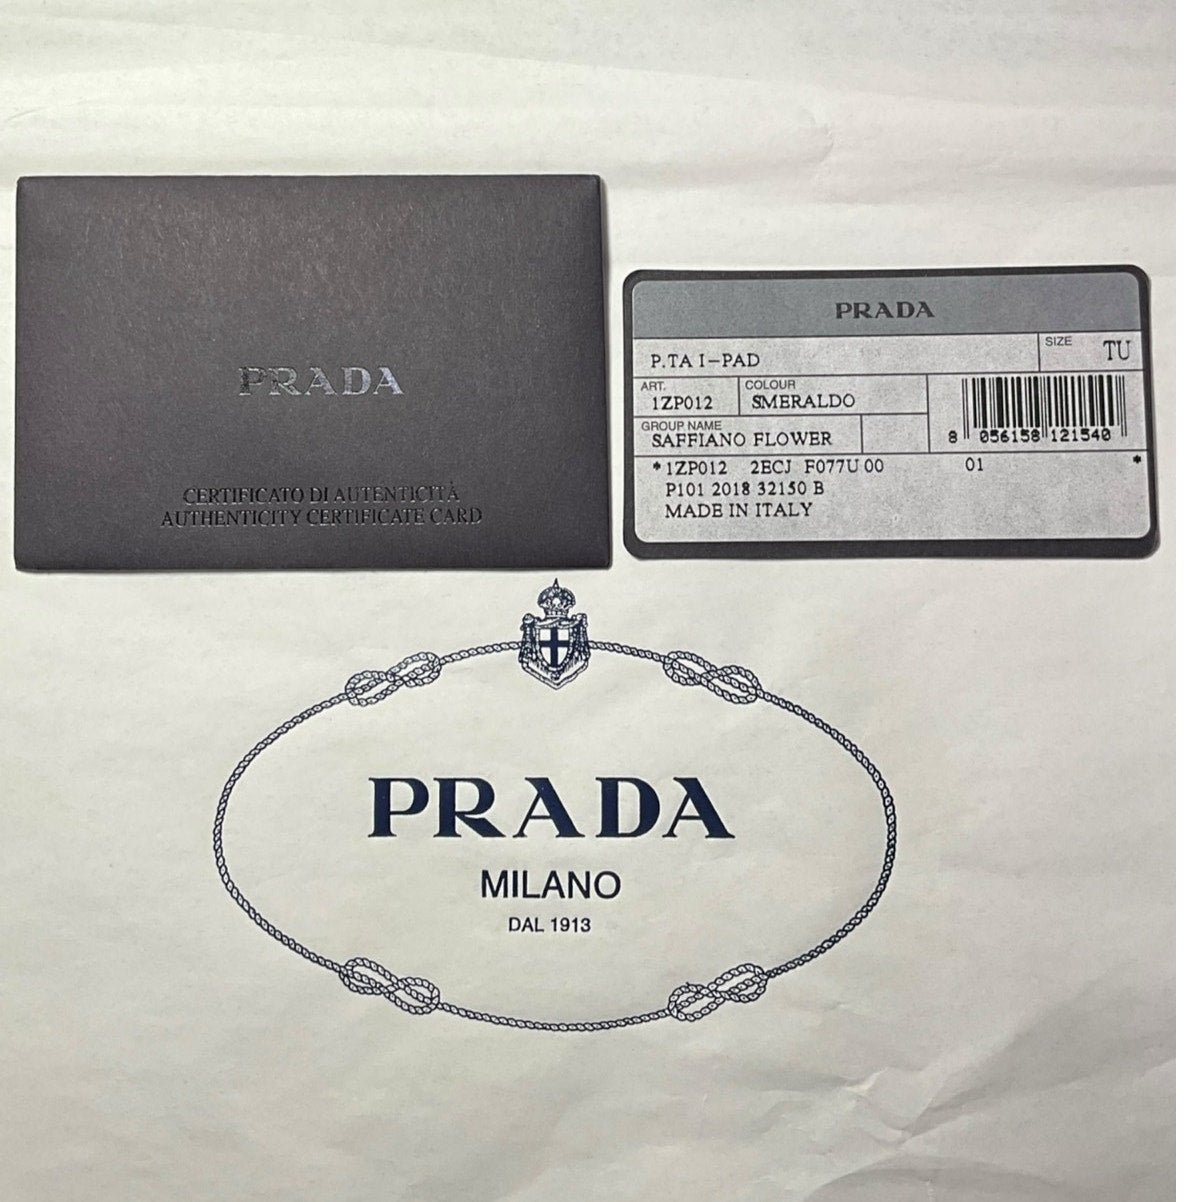 PRADA
CERTIFICATO DI AUTENTICITÀ
AUTHENTICITY CERTIFICATE CARD
PRADA
P.TA I-PAD
SIZE
TU
ART.
1ZP012
COLOUR
SMERALDO
GROUP NAME
SAFFIANO FLOWER
8 056158 121540
*1ZP012 2ECJ F077U 00 01 *
P101 2018 32150 B
MADE IN ITALY
PRADA
MILANO
DAL 1913